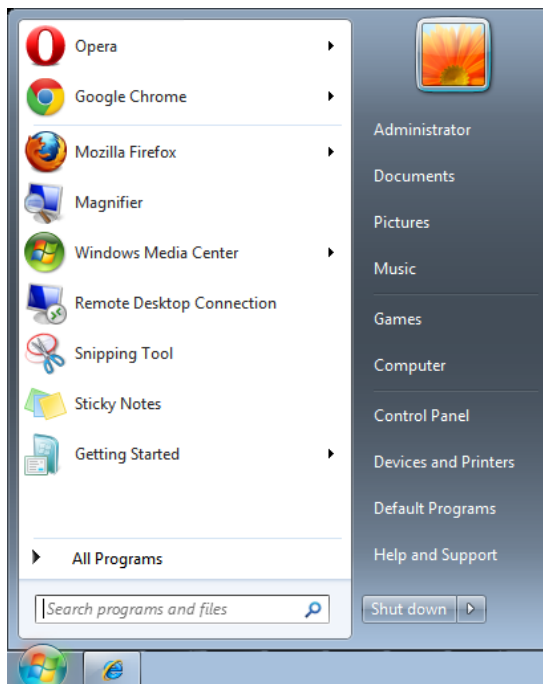 Opera
Google Chrome
Mozilla Firefox
Magnifier
Windows Media Center
Remote Desktop Connection
Snipping Tool
Sticky Notes
Getting Started
All Programs
Search programs and files
Administrator
Documents
Pictures
Music
Games
Computer
Control Panel
Devices and Printers
Default Programs
Help and Support
Shut down